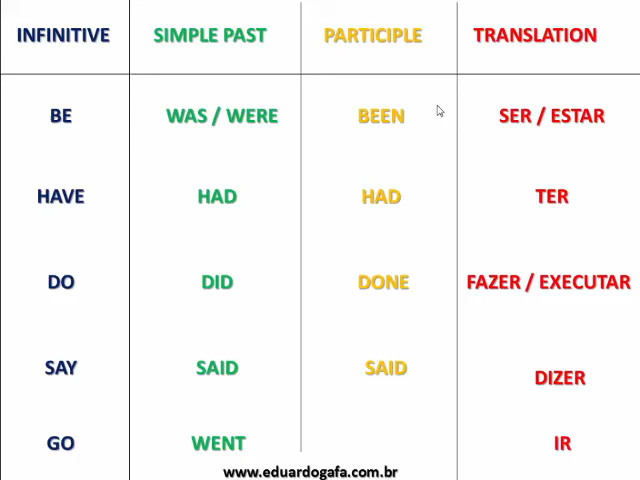 INFINITIVE SIMPLE PAST PARTICIPLE TRANSLATION
BE WAS / WERE BEEN SER / ESTAR
HAVE HAD HAD TER
DO DID DONE FAZER / EXECUTAR
SAY SAID SAID DIZER
GO WENT IR
www.eduardogafa.com.br